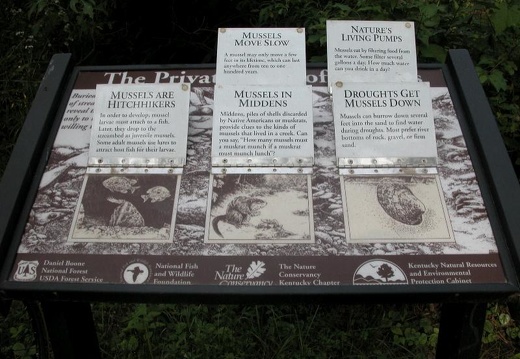 MUSSELS
MOVE SLOW
A mussel may only move a few
feet in its lifetime, which can last
anywhere from ten to one
hundred years.
NATURE'S
LIVING PUMPS
Mussels eat by filtering food from
the water. Some filter several
gallons a day. How much water
can you drink in a day?
The Priva
of
MUSSELS ARE
HITCHHIKERS
In order to develop, mussel
larvae must attach to a fish.
Later, they drop to the
streambed as juvenile mussels.
Some adult mussels use lures to
attract host fish for their larvae.
MUSSELS IN
MIDDENS
Middens, piles of shells discarded
by Native Americans or muskrats,
provide clues to the kinds of
mussels that lived in a creek. Can
you say, "How many mussels must
a muskrat munch if a muskrat
must munch lunch"?
DROUGHTS GET
MUSSELS DOWN
Mussels can burrow down several
feet into the sand to find water
during droughts. Most prefer river
bottoms of rock, gravel, or firm
sand.
Daniel Boone
National Forest
USDA Forest Service
National Fish
and Wildlife
Foundation
The
Nature
Conservancy
The Nature
Conservancy
Kentucky Chapter
Kentucky Natural Resources
and Environmental
Protection Cabinet